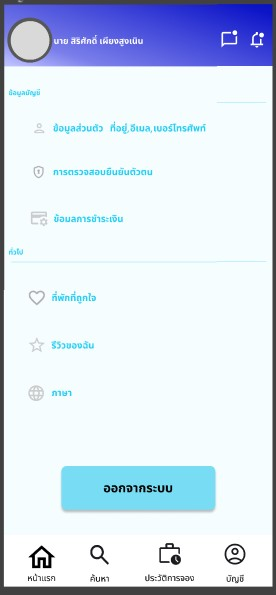 นาย สิริศักดิ์ เผียงสูงเนิน
ข้อมูลบัญชี
ข้อมูลส่วนตัว ที่อยู่,อีเมล,เบอร์โทรศัพท์
การตรวจสอบยืนยันตัวตน
ข้อมูลการชำระเงิน
ทั่วไป
ที่พักที่ถูกใจ
รีวิวของฉัน
ภาษา
ออกจากระบบ
หน้าแรก
ค้นหา
ประวัติการจอง
บัญชี